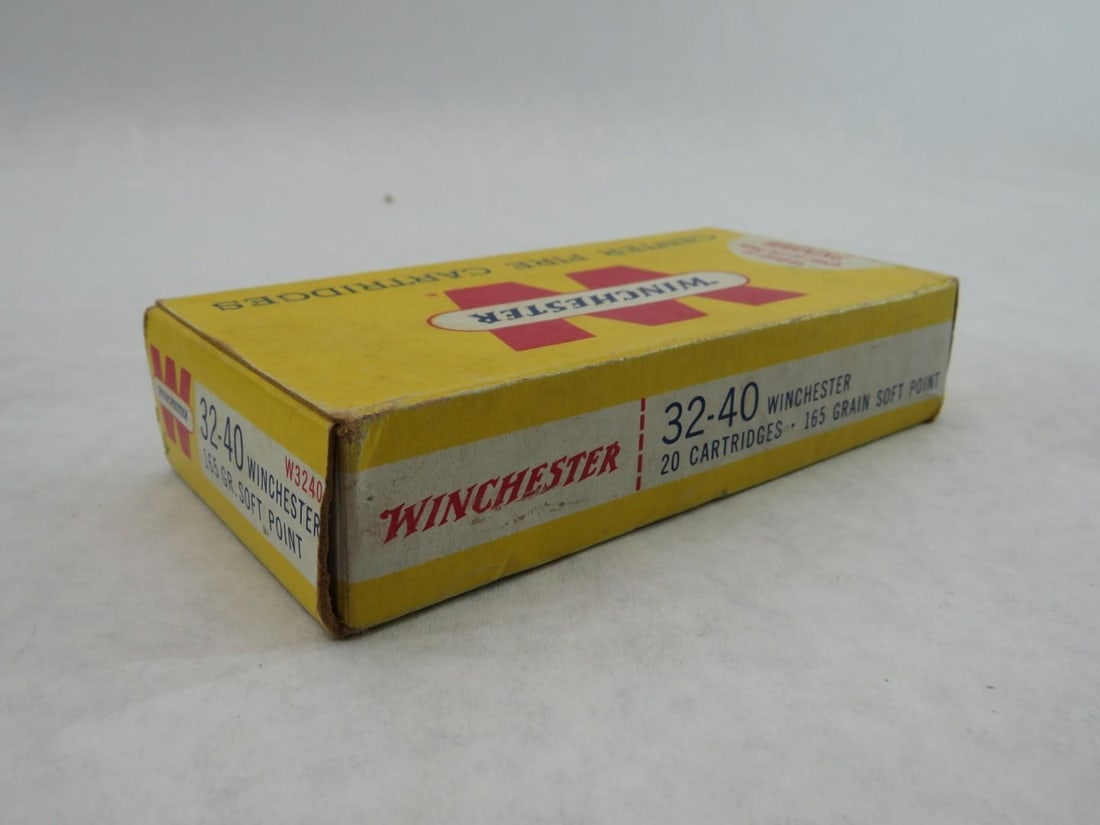 CENTER FIRE CARTRIDGES
WINCHESTER
WINCHESTER
32-40 WINCHESTER
W3240
165 GR. SOFT POINT
WINCHESTER
32-40 WINCHESTER
20 CARTRIDGES · 165 GRAIN SOFT POINT